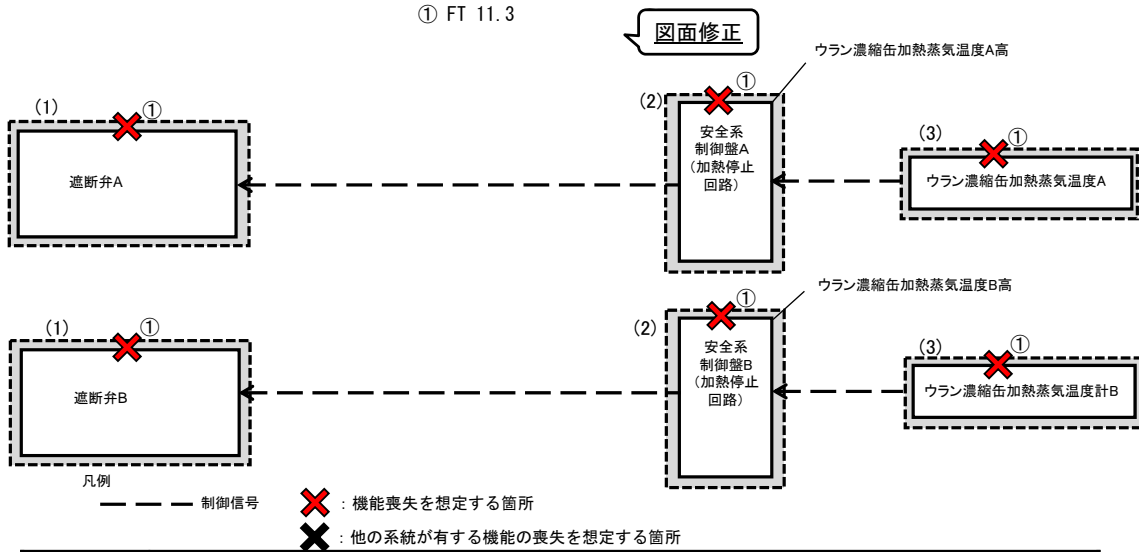 ① FT 11.3
図面修正
ウラン濃縮缶加熱蒸気温度A高
(1)
①
遮断弁A
(2)
①
安全系
制御盤A
(加熱停止
回路)
(3)
①
ウラン濃縮缶加熱蒸気温度A
ウラン濃縮缶加熱蒸気温度B高
(1)
①
遮断弁B
(2)
①
安全系
制御盤B
(加熱停止
回路)
(3)
①
ウラン濃縮缶加熱蒸気温度計B
凡例
制御信号
：機能喪失を想定する箇所
：他の系統が有する機能の喪失を想定する箇所